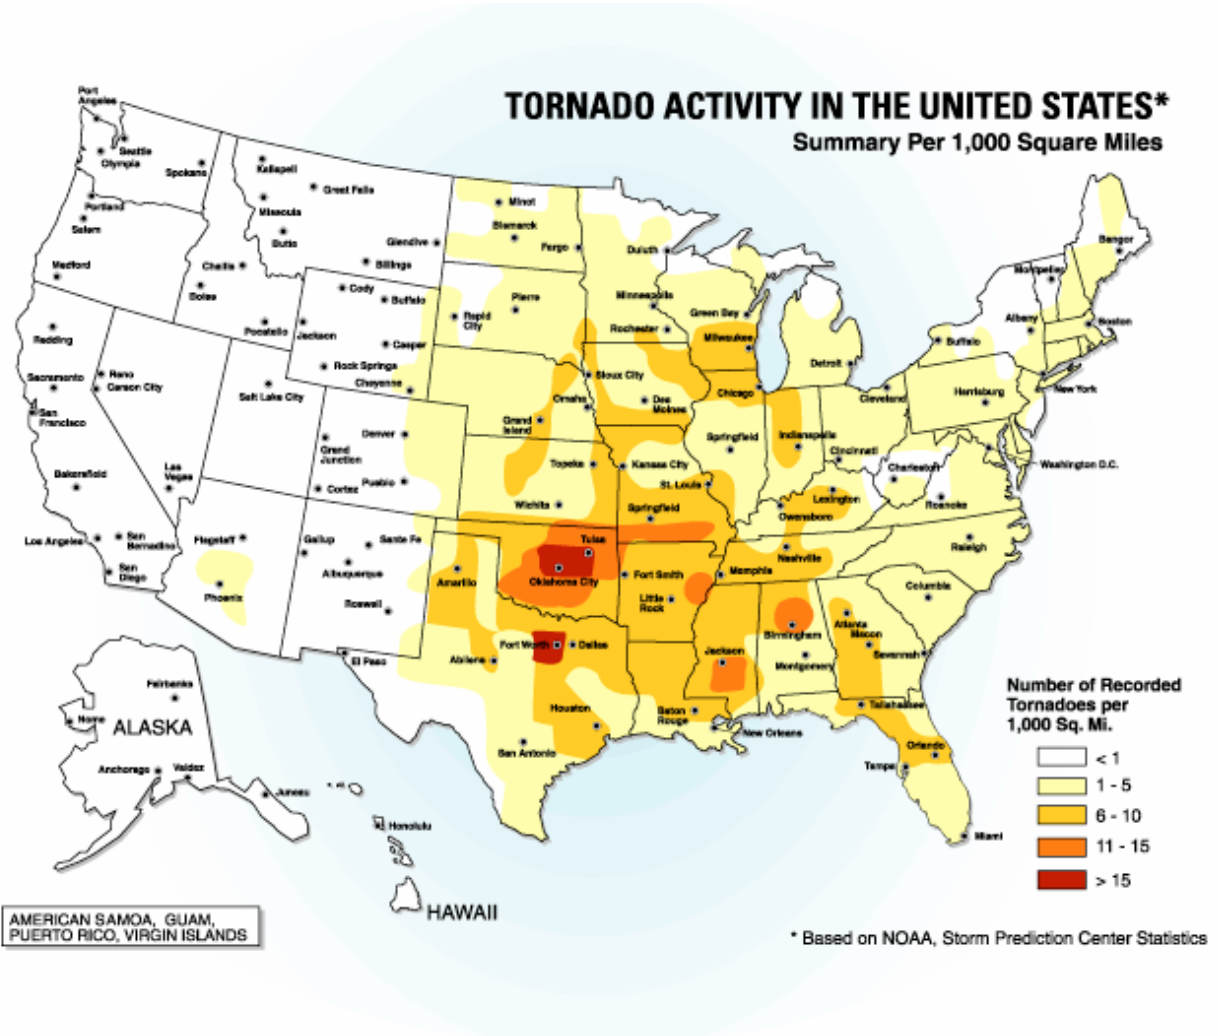 TORNADO ACTIVITY IN THE UNITED STATES*
Summary Per 1,000 Square Miles
Port
Angeles
Seattle
Olympia
Spokane
Portland
Salem
Medford
Kalispell
Great Falls
Missoula
Butte
Glendive
Billings
Challis
Boise
Pocatello
Cody
Buffalo
Jackson
Casper
Rock Springs
Cheyenne
Minot
Bismarck
Fargo
Pierre
Rapid
City
Duluth
Minneapolis
Rochester
Green Bay
Milwaukee
Detroit
Bangor
Montpelier
Albany
Boston
Buffalo
New York
Harrisburg
Cleveland
Chicago
Redding
Reno
Carson City
Sacramento
San
Francisco
Salt Lake City
Bakersfield
Las
Vegas
Los Angeles
San
Bernadino
San
Diego
Denver
Grand
Junction
Pueblo
Cortez
Sioux City
Omaha
Des
Moines
Grand
Island
Topeka
Kansas City
Wichita
St. Louis
Springfield
Springfield
Indianapolis
Cincinnati
Charleston
Washington D.C.
Lexington
Owensboro
Roanoke
Raleigh
Nashville
Memphis
Columbia
Flagstaff
Phoenix
Gallup
Santa Fe
Albuquerque
Roswell
El Paso
Amarillo
Tulsa
Oklahoma City
Fort Smith
Little
Rock
Fort Worth
Dallas
Abilene
Birmingham
Atlanta
Macon
Savannah
Montgomery
Jackson
Houston
Baton
Rouge
New Orleans
San Antonio
Tallahassee
Orlando
Tampa
Miami
Fairbanks
Nome
ALASKA
Anchorage
Valdez
Juneau
Honolulu
HAWAII
AMERICAN SAMOA, GUAM,
PUERTO RICO, VIRGIN ISLANDS
Number of Recorded
Tornadoes per
1,000 Sq. Mi.
< 1
1 - 5
6 - 10
11 - 15
> 15
* Based on NOAA, Storm Prediction Center Statistics